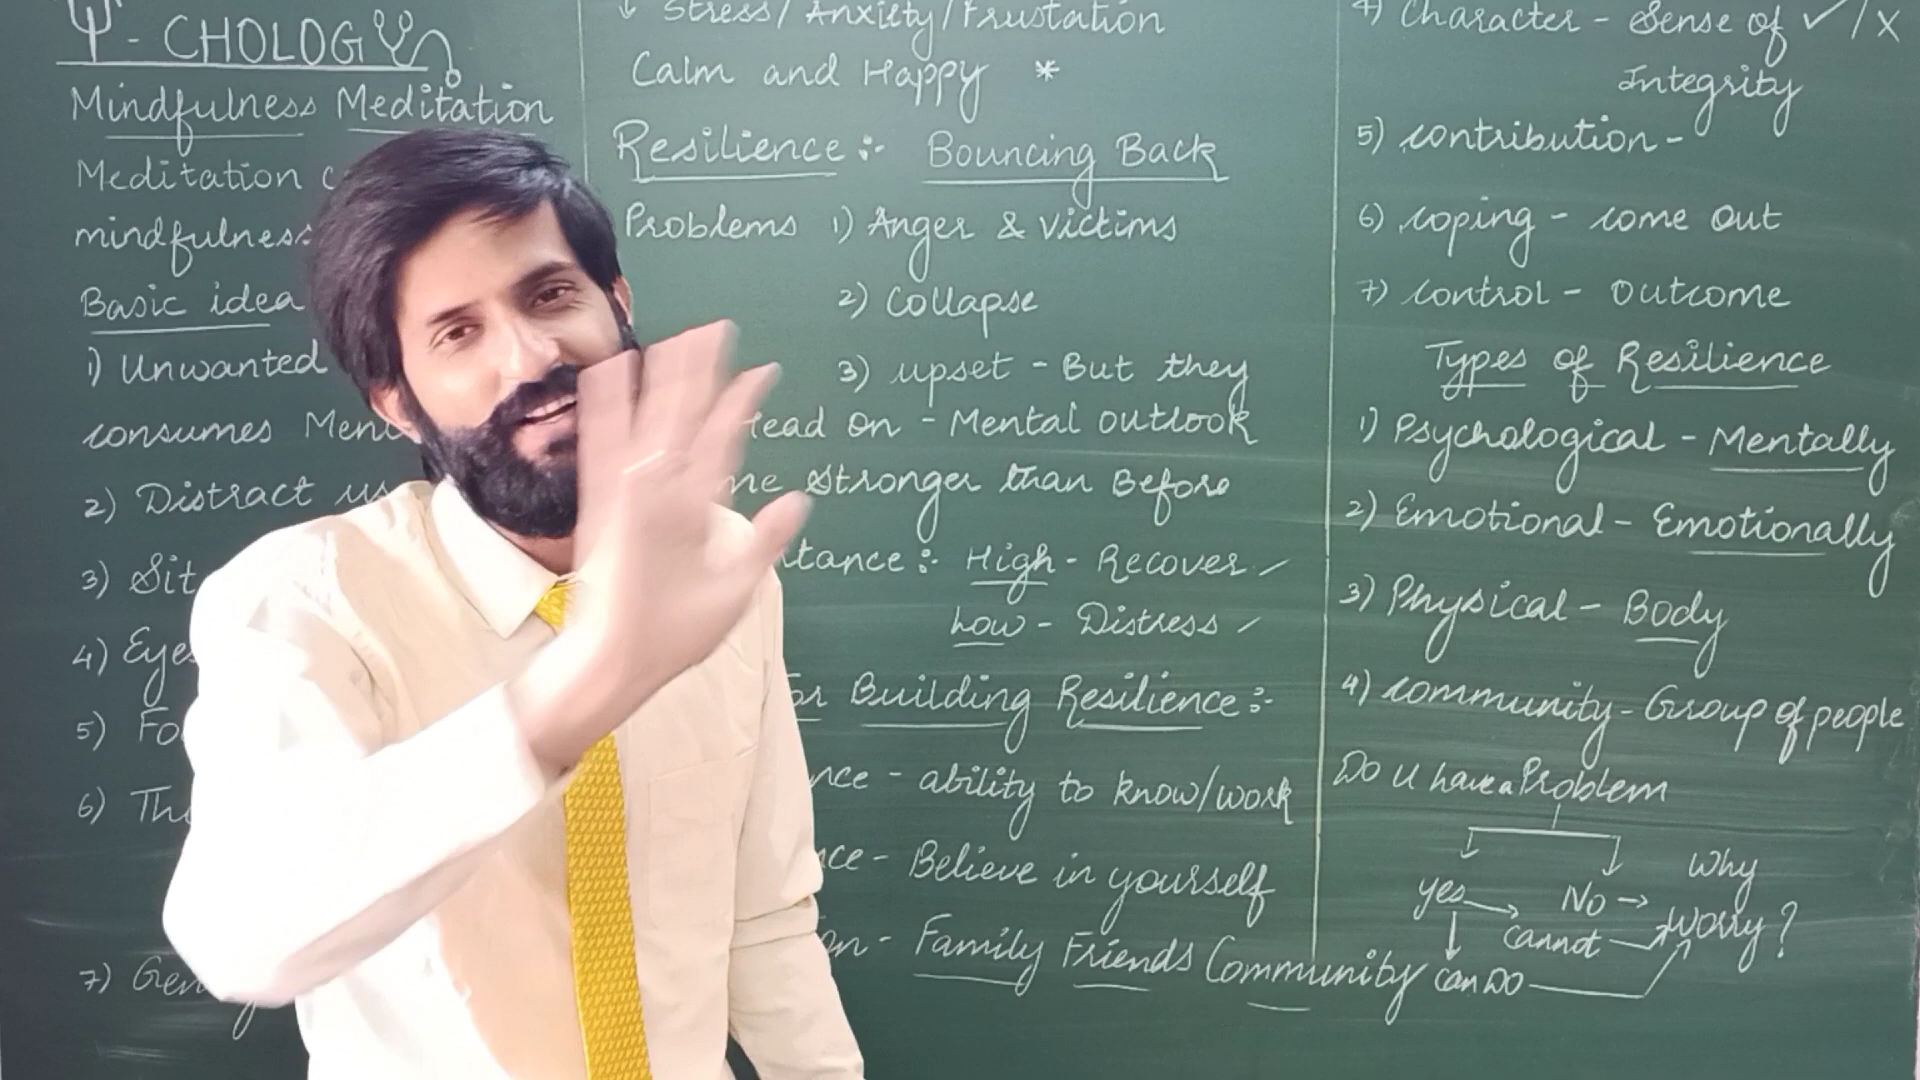 Ψ - CHOLOGY
Mindfulness Meditation
Meditation
mindfulness
Basic idea
1) Unwanted
consumes
2) Distract us
3)
4)
5)
6)
7)
↓ Stress/Anxiety/Frustation
Calm and Happy *
Resilience :- Bouncing Back
Problems 1) Anger & victims
2) Collapse
3) upset - But they
Head on - Mental outlook
Stronger than Before
High - Recover
Low - Distress
Building Resilience :-
- ability to know/work
- Believe in yourself
- Family Friends Community
4) Character - Sense of ✓/X
Integrity
5) contribution -
6) coping - come out
7) control - outcome
Types of Resilience
1) Psychological - Mentally
2) Emotional - Emotionally
3) Physical - Body
4) community - Group of people
Do u have a Problem
yes → No → Why
cannot → worry?
can Do